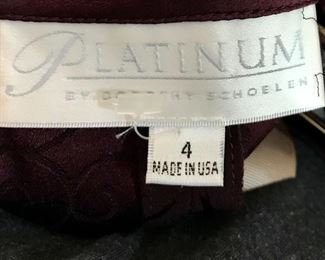 PLATINUM
BY DOROTHY SCHOELEN
4
MADE IN USA